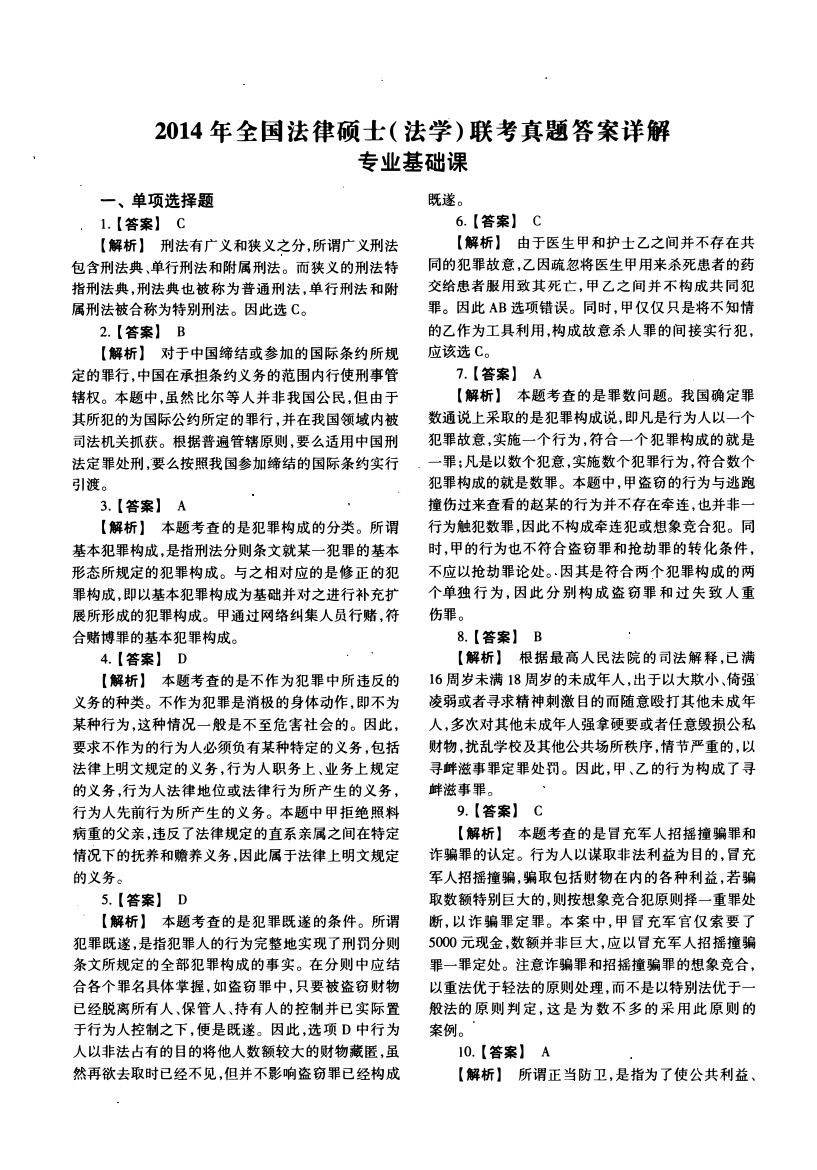 2014 年全国法律硕士(法学)联考真题答案详解
专业基础课
一、单项选择题
1.【答案】 C
【解析】 刑法有广义和狭义之分,所谓广义刑法
包含刑法典、单行刑法和附属刑法。而狭义的刑法特
指刑法典,刑法典也被称为普通刑法,单行刑法和附
属刑法被合称为特别刑法。因此选 C。
2.【答案】 B
【解析】 对于中国缔结或参加的国际条约所规
定的罪行,中国在承担条约义务的范围内行使刑事管
辖权。本题中,虽然比尔等人并非我国公民,但由于
其所犯的为国际公约所定的罪行,并在我国领域内被
司法机关抓获。根据普遍管辖原则,要么适用中国刑
法定罪处刑,要么按照我国参加缔结的国际条约实行
引渡。
3.【答案】 A
【解析】 本题考查的是犯罪构成的分类。所谓
基本犯罪构成,是指刑法分则条文就某一犯罪的基本
形态所规定的犯罪构成。与之相对应的是修正的犯
罪构成,即以基本犯罪构成为基础并对之进行补充扩
展所形成的犯罪构成。甲通过网络纠集人员行赌,符
合赌博罪的基本犯罪构成。
4.【答案】 D
【解析】 本题考查的是不作为犯罪中所违反的
义务的种类。不作为犯罪是消极的身体动作,即不为
某种行为,这种情况一般是不至危害社会的。因此,
要求不作为的行为人必须负有某种特定的义务,包括
法律上明文规定的义务,行为人职务上、业务上规定
的义务,行为人法律地位或法律行为所产生的义务,
行为人先前行为所产生的义务。本题中甲拒绝照料
病重的父亲,违反了法律规定的直系亲属之间在特定
情况下的抚养和赡养义务,因此属于法律上明文规定
的义务。
5.【答案】 D
【解析】 本题考查的是犯罪既遂的条件。所谓
犯罪既遂,是指犯罪人的行为完整地实现了刑罚分则
条文所规定的全部犯罪构成的事实。在分则中应结
合各个罪名具体掌握,如盗窃罪中,只要被盗窃财物
已经脱离所有人、保管人、持有人的控制并已实际置
于行为人控制之下,便是既遂。因此,选项 D 中行为
人以非法占有的目的将他人数额较大的财物藏匿,虽
然再欲去取时已经不见,但并不影响盗窃罪已经构成
既遂。
6.【答案】 C
【解析】 由于医生甲和护士乙之间并不存在共
同的犯罪故意,乙因疏忽将医生甲用来杀死患者的药
交给患者服用致其死亡,甲乙之间并不构成共同犯
罪。因此 AB 选项错误。同时,甲仅仅只是将不知情
的乙作为工具利用,构成故意杀人罪的间接实行犯,
应该选 C。
7.【答案】 A
【解析】 本题考查的是罪数问题。我国确定罪
数通说上采取的是犯罪构成说,即凡是行为人以一个
犯罪故意,实施一个行为,符合一个犯罪构成的就是
一罪;凡是以数个犯意,实施数个犯罪行为,符合数个
犯罪构成的就是数罪。本题中,甲盗窃的行为与逃跑
撞伤过来查看的赵某的行为并不存在牵连,也并非一
行为触犯数罪,因此不构成牵连犯或想象竞合犯。同
时,甲的行为也不符合盗窃罪和抢劫罪的转化条件,
不应以抢劫罪论处。因其是符合两个犯罪构成的两
个单独行为,因此分别构成盗窃罪和过失致人重
伤罪。
8.【答案】 B
【解析】 根据最高人民法院的司法解释,已满
16 周岁未满 18 周岁的未成年人,出于以大欺小、倚强
凌弱或者寻求精神刺激目的而随意殴打其他未成年
人,多次对其他未成年人强拿硬要或者任意毁损公私
财物,扰乱学校及其他公共场所秩序,情节严重的,以
寻衅滋事罪定罪处罚。因此,甲、乙的行为构成了寻
衅滋事罪。
9.【答案】 C
【解析】 本题考查的是冒充军人招摇撞骗罪和
诈骗罪的认定。行为人以谋取非法利益为目的,冒充
军人招摇撞骗,骗取包括财物在内的各种利益,若骗
取数额特别巨大的,则按想象竞合犯原则择一重罪处
断,以诈骗罪定罪。本案中,甲冒充军官仅索要了
5000 元现金,数额并非巨大,应以冒充军人招摇撞骗
罪一罪定处。注意诈骗罪和招摇撞骗罪的想象竞合,
以重法优于轻法的原则处理,而不是以特别法优于一
般法的原则判定,这是为数不多的采用此原则的
案例。
10.【答案】 A
【解析】 所谓正当防卫,是指为了使公共利益、